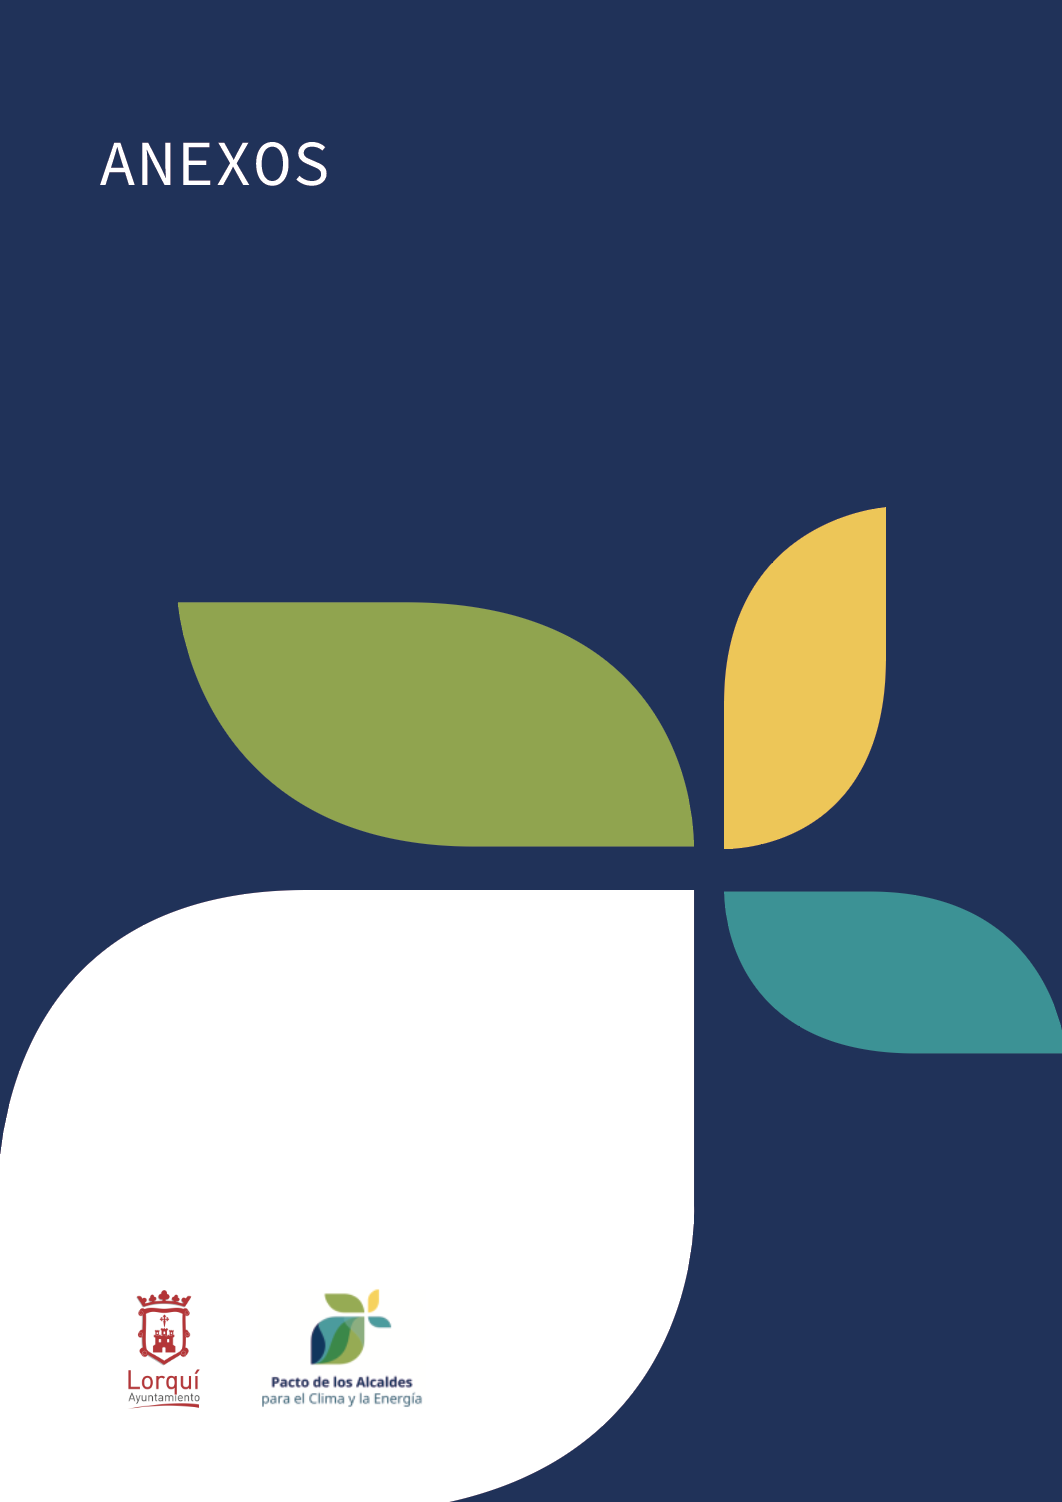 ANEXOS
Lorquí
Ayuntamiento
Pacto de los Alcaldes
para el Clima y la Energía